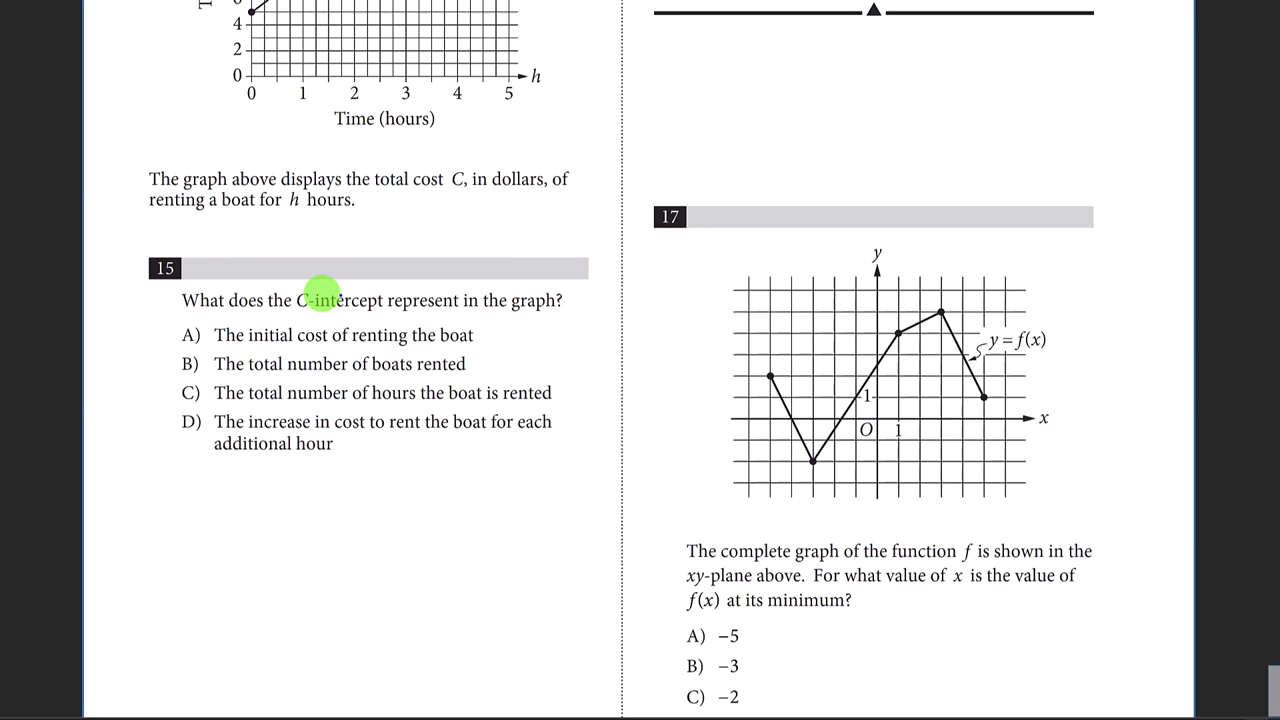 4
2
0
h
0 1 2 3 4 5
Time (hours)
The graph above displays the total cost C, in dollars, of
renting a boat for h hours.
15
What does the C-intercept represent in the graph?
A) The initial cost of renting the boat
B) The total number of boats rented
C) The total number of hours the boat is rented
D) The increase in cost to rent the boat for each
additional hour
17
y
y = f(x)
1
x
O 1
The complete graph of the function f is shown in the
xy-plane above. For what value of x is the value of
f(x) at its minimum?
A) −5
B) −3
C) −2